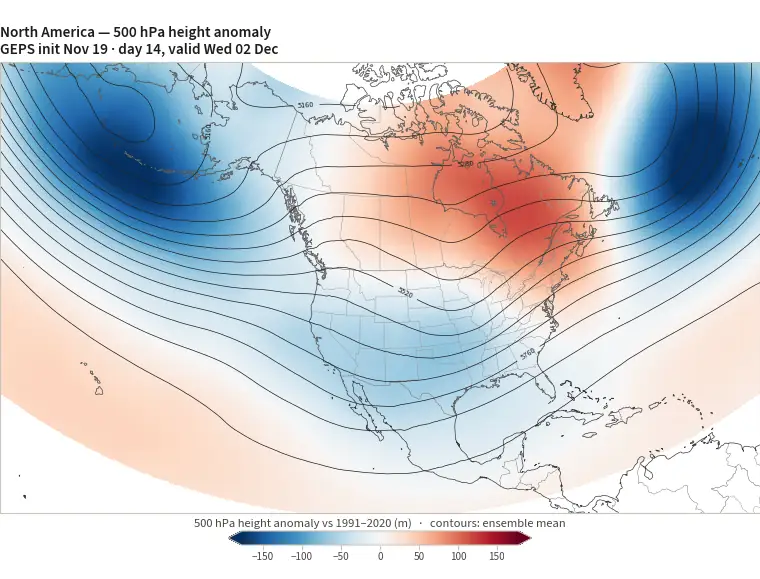 North America — 500 hPa height anomaly
GEPS init Nov 19 · day 14, valid Wed 02 Dec
5160
5280
5520
5760
500 hPa height anomaly vs 1991–2020 (m) · contours: ensemble mean
−150 −100 −50 0 50 100 150